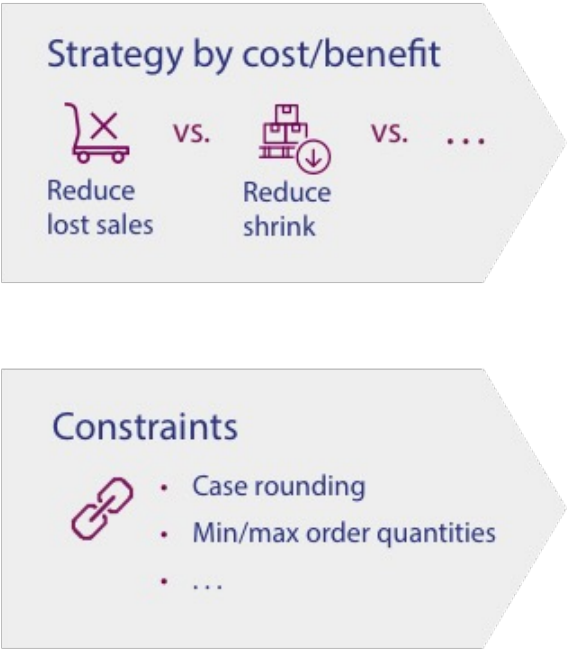 Strategy by cost/benefit
vs.
vs.
...
Reduce
lost sales
Reduce
shrink
Constraints
• Case rounding
• Min/max order quantities
• ...